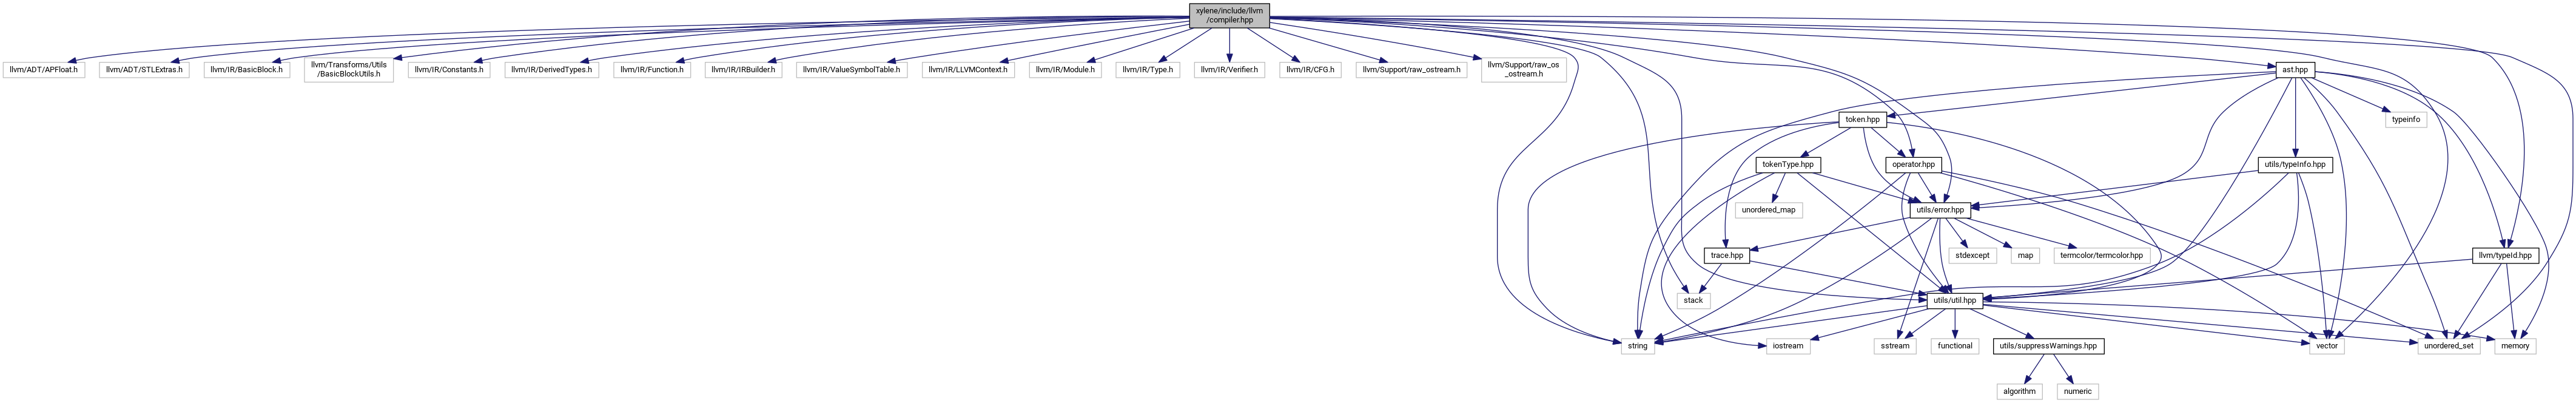 xylene/include/llvm
/compiler.hpp
llvm/ADT/APFloat.h
llvm/ADT/STLExtras.h
llvm/IR/BasicBlock.h
llvm/Transforms/Utils
/BasicBlockUtils.h
llvm/IR/Constants.h
llvm/IR/DerivedTypes.h
llvm/IR/Function.h
llvm/IR/IRBuilder.h
llvm/IR/ValueSymbolTable.h
llvm/IR/LLVMContext.h
llvm/IR/Module.h
llvm/IR/Type.h
llvm/IR/Verifier.h
llvm/IR/CFG.h
llvm/Support/raw_ostream.h
llvm/Support/raw_os
_ostream.h
ast.hpp
token.hpp
typeinfo
tokenType.hpp
operator.hpp
utils/typeInfo.hpp
unordered_map
utils/error.hpp
trace.hpp
stdexcept
map
termcolor/termcolor.hpp
llvm/typeId.hpp
stack
utils/util.hpp
string
iostream
sstream
functional
utils/suppressWarnings.hpp
vector
unordered_set
memory
algorithm
numeric